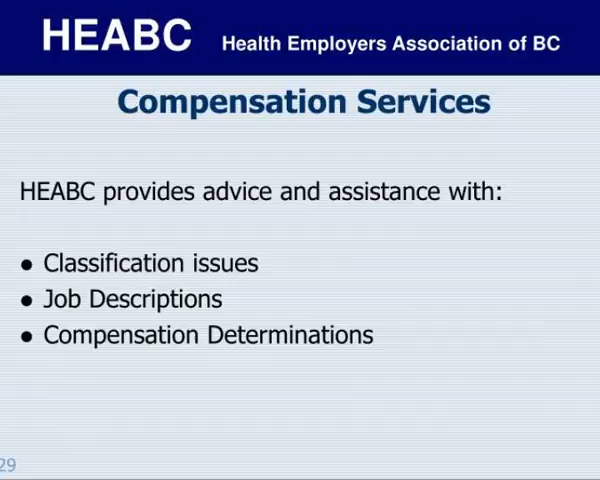 HEABC Health Employers Association of BC
Compensation Services
HEABC provides advice and assistance with:
● Classification issues
● Job Descriptions
● Compensation Determinations
29